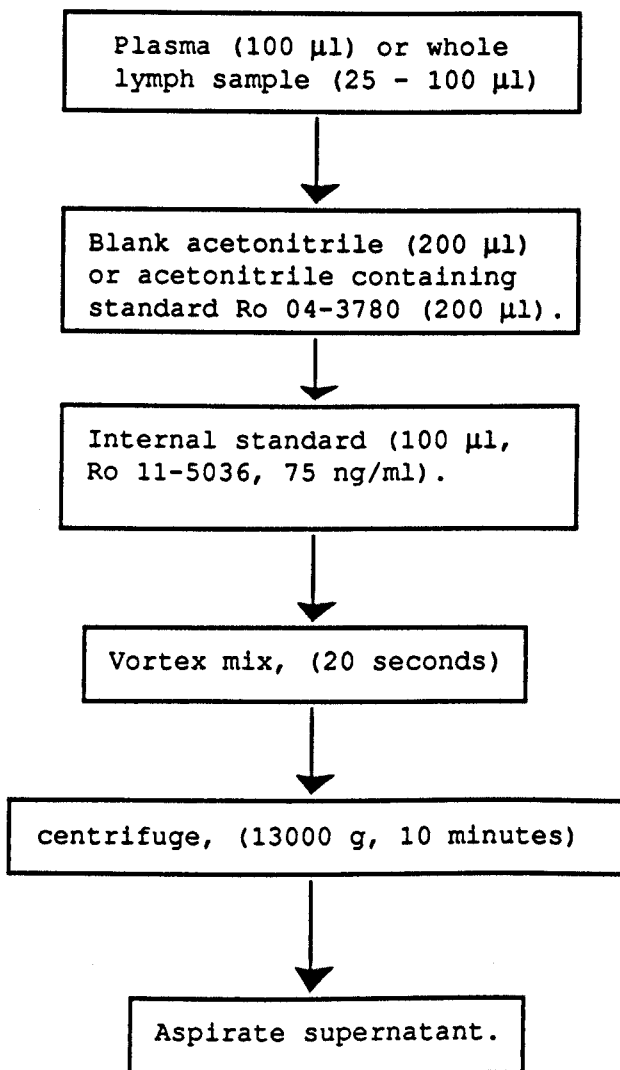 Plasma (100 µl) or whole
lymph sample (25 - 100 µl)
Blank acetonitrile (200 µl)
or acetonitrile containing
standard Ro 04-3780 (200 µl).
Internal standard (100 µl,
Ro 11-5036, 75 ng/ml).
Vortex mix, (20 seconds)
centrifuge, (13000 g, 10 minutes)
Aspirate supernatant.